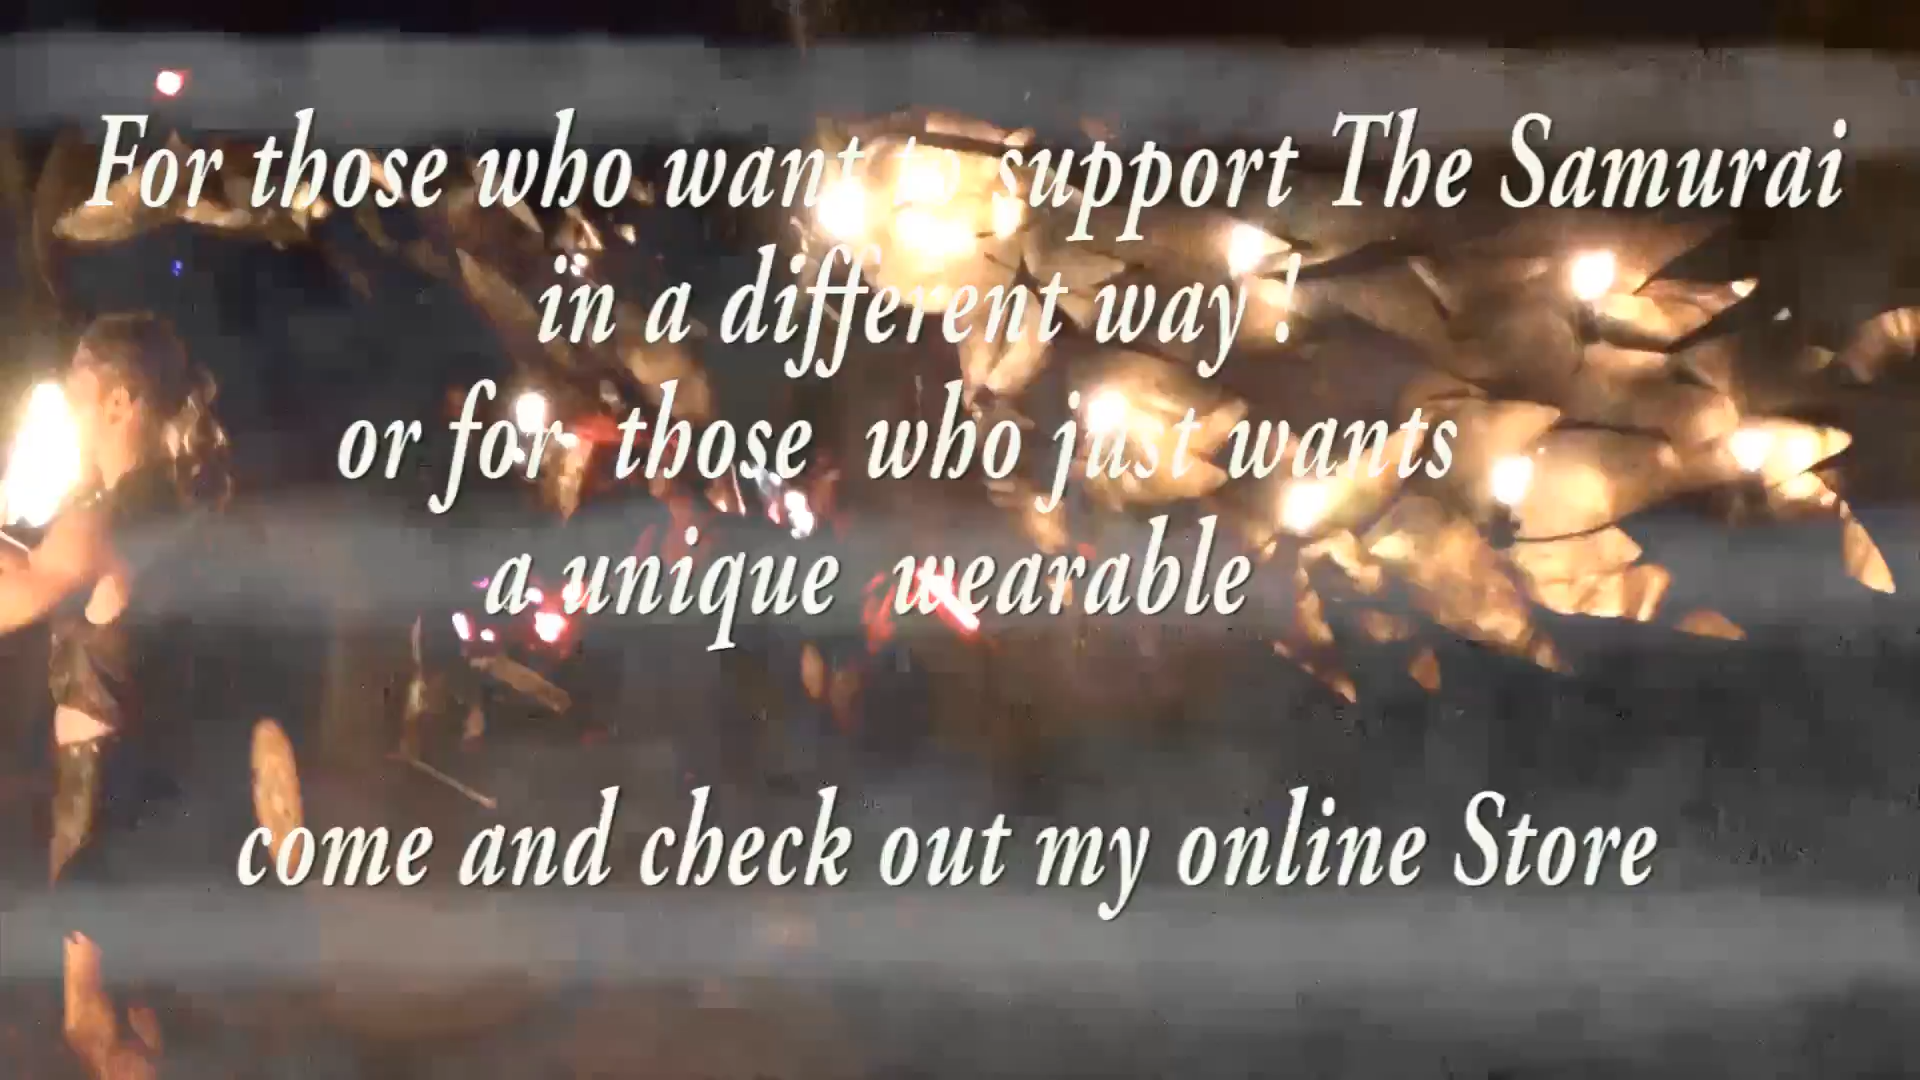 For those who want to support The Samurai
in a different way !
or for those who just wants
a unique wearable
come and check out my online Store